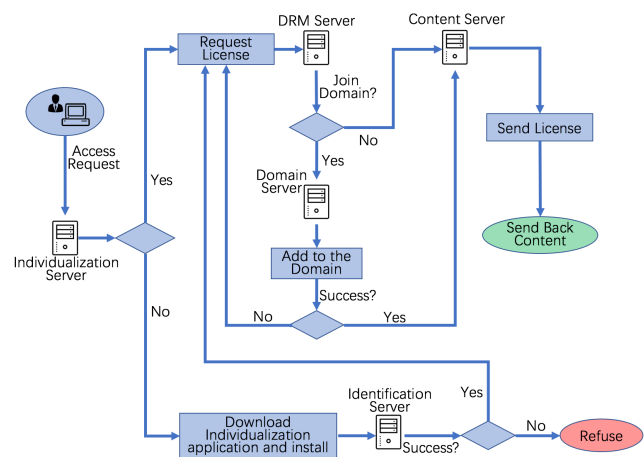 DRM Server
Content Server
Request
License
Join
Domain?
Send License
Access
Request
No
Yes
Yes
Domain
Server
Send Back
Content
Individualization
Server
Add to the
Domain
Success?
No
No
Yes
Identification
Server
Yes
Download
Individualization
application and install
Success?
No
Refuse